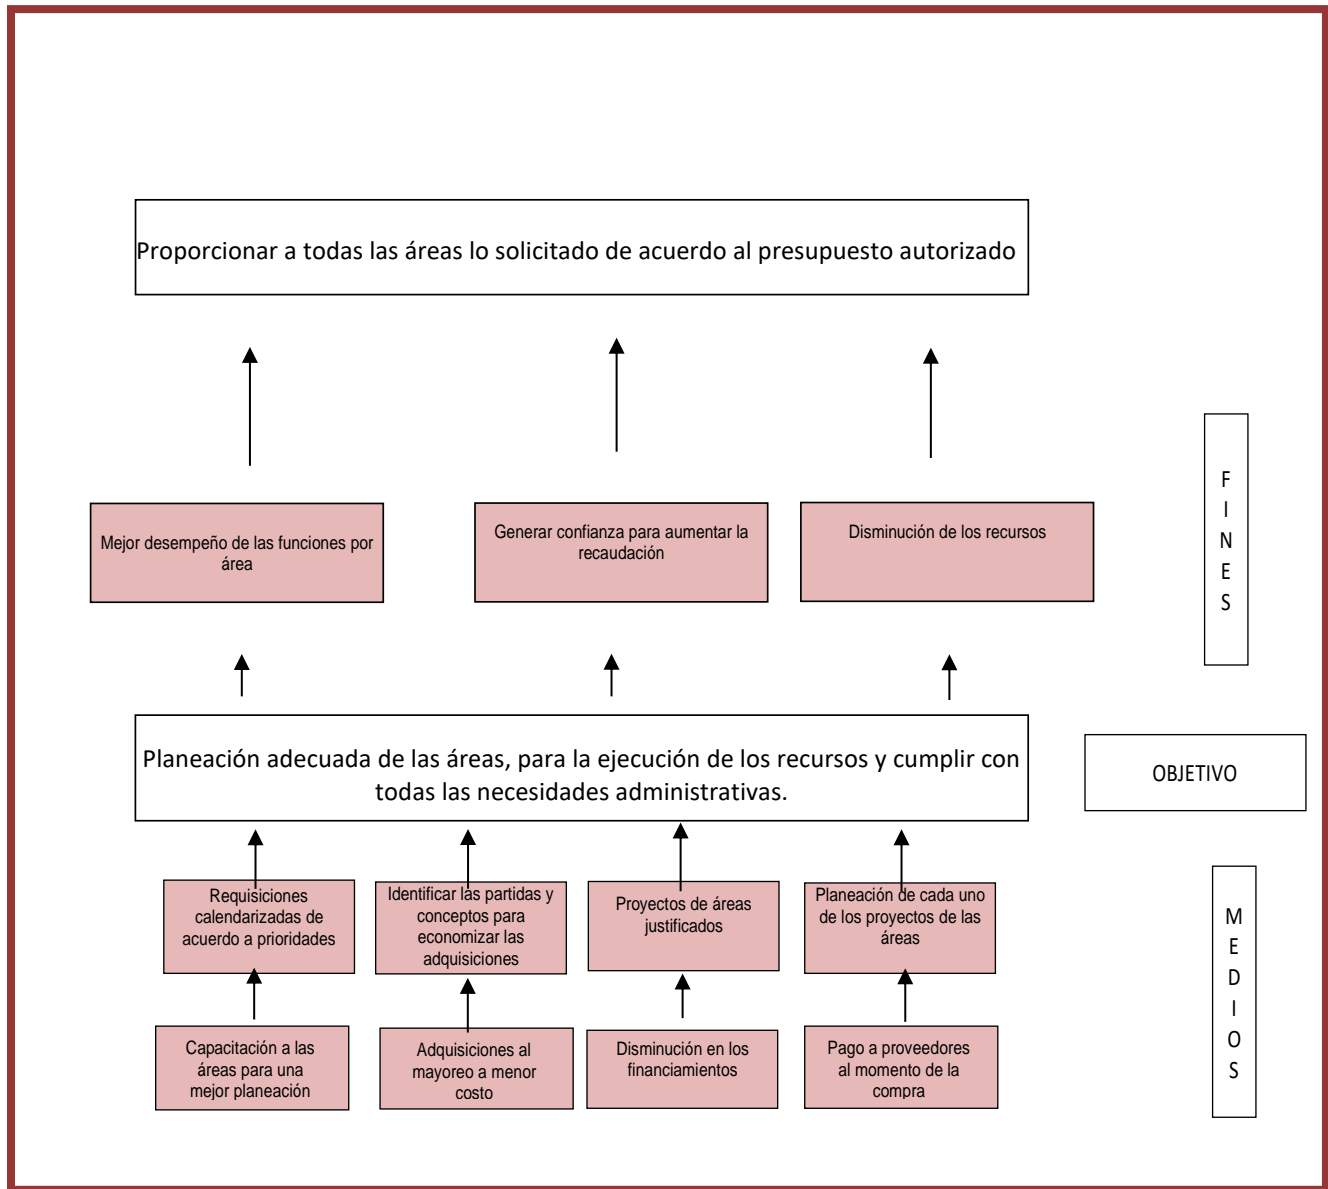 Proporcionar a todas las áreas lo solicitado de acuerdo al presupuesto autorizado
F
I
N
E
S
Mejor desempeño de las funciones por
área
Generar confianza para aumentar la
recaudación
Disminución de los recursos
Planeación adecuada de las áreas, para la ejecución de los recursos y cumplir con
todas las necesidades administrativas.
OBJETIVO
Requisiciones
calendarizadas de
acuerdo a prioridades
Identificar las partidas y
conceptos para
economizar las
adquisiciones
Proyectos de áreas
justificados
Planeación de cada uno
de los proyectos de las
áreas
M
E
D
I
O
S
Capacitación a las
áreas para una
mejor planeación
Adquisiciones al
mayoreo a menor
costo
Disminución en los
financiamientos
Pago a proveedores
al momento de la
compra